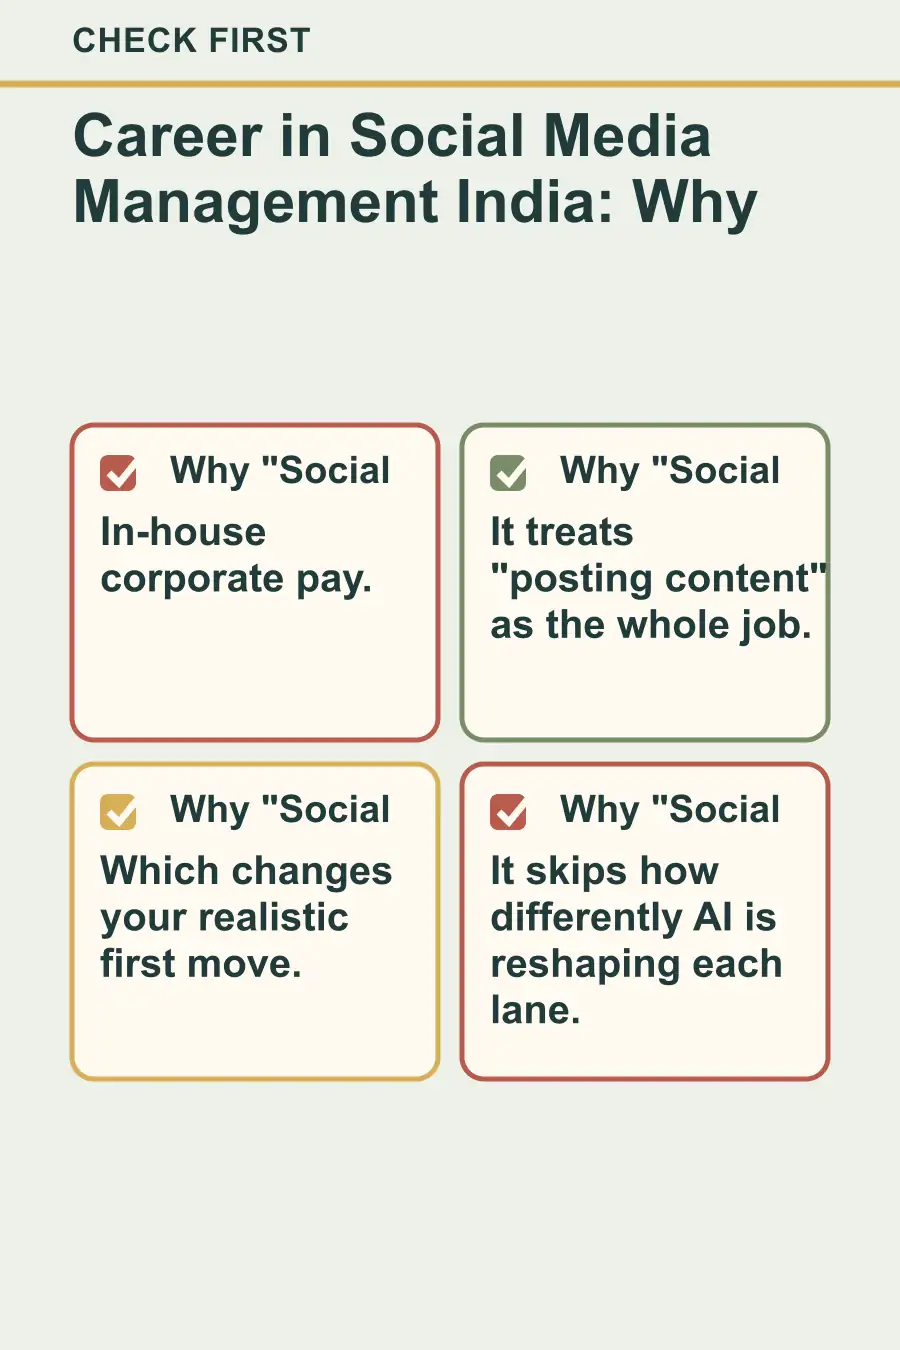 CHECK FIRST
Career in Social Media
Management India: Why
Why "Social
In-house
corporate pay.
Why "Social
It treats
"posting content"
as the whole job.
Why "Social
Which changes
your realistic
first move.
Why "Social
It skips how
differently AI is
reshaping each
lane.